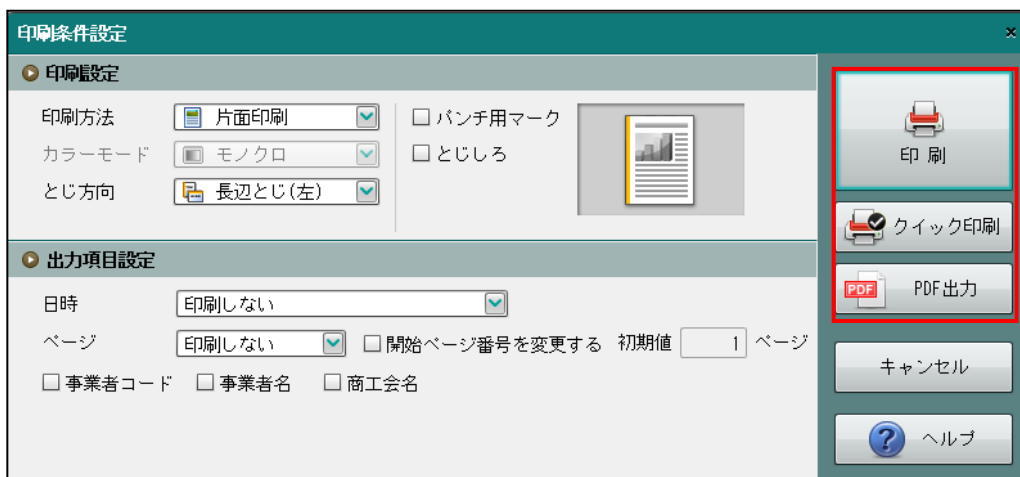 印刷条件設定
×
印刷設定
印刷方法 片面印刷 パンチ用マーク
カラーモード モノクロ とじしろ
とじ方向 長辺とじ(左)
出力項目設定
日時 印刷しない
ページ 印刷しない 開始ページ番号を変更する 初期値 1 ページ
事業者コード 事業者名 商工会名
印 刷
クイック印刷
PDF PDF出力
キャンセル
? ヘルプ